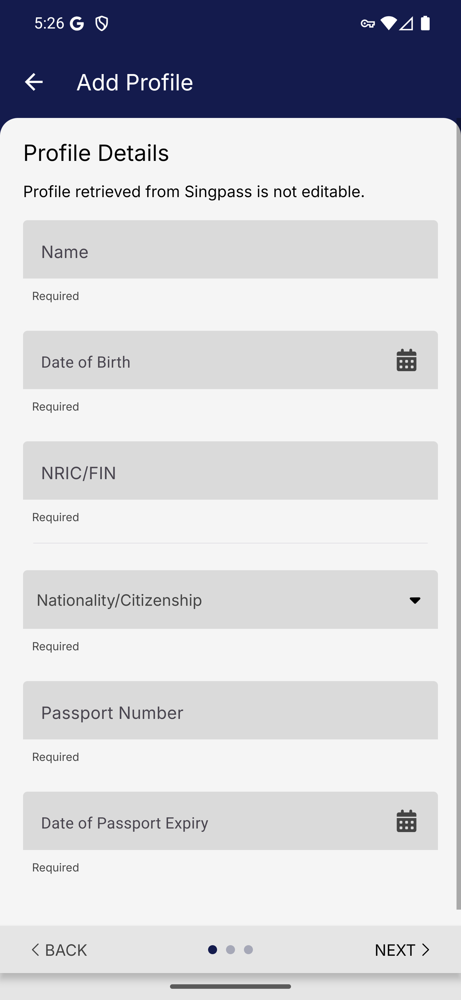 5:26
Add Profile
Profile Details
Profile retrieved from Singpass is not editable.
Name
Required
Date of Birth
Required
NRIC/FIN
Required
Nationality/Citizenship
Required
Passport Number
Required
Date of Passport Expiry
Required
BACK
NEXT